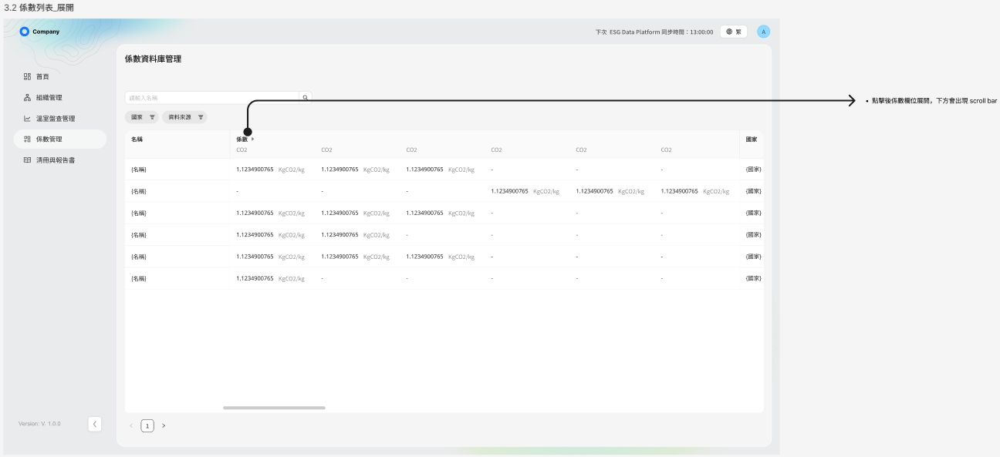 3.2 係數列表_展開
Company
下次 ESG Data Platform 同步時間：13:00:00
繁
A
首頁
組織管理
溫室盤查管理
係數管理
清冊與報告書
Version: V. 1.0.0
係數資料庫管理
請輸入名稱
國家
資料來源
名稱 係數 國家
CO2 CO2 CO2 CO2 CO2 CO2
{名稱} 1.1234900765 KgCO2/kg 1.1234900765 KgCO2/kg 1.1234900765 KgCO2/kg - - - {國家}
{名稱} - - - 1.1234900765 KgCO2/kg 1.1234900765 KgCO2/kg 1.1234900765 KgCO2/kg {國家}
{名稱} 1.1234900765 KgCO2/kg 1.1234900765 KgCO2/kg 1.1234900765 KgCO2/kg - - - {國家}
{名稱} 1.1234900765 KgCO2/kg 1.1234900765 KgCO2/kg - - - - {國家}
{名稱} 1.1234900765 KgCO2/kg 1.1234900765 KgCO2/kg 1.1234900765 KgCO2/kg - - - {國家}
{名稱} 1.1234900765 KgCO2/kg - - - - - {國家}
1
• 點擊後係數欄位展開，下方會出現 scroll bar